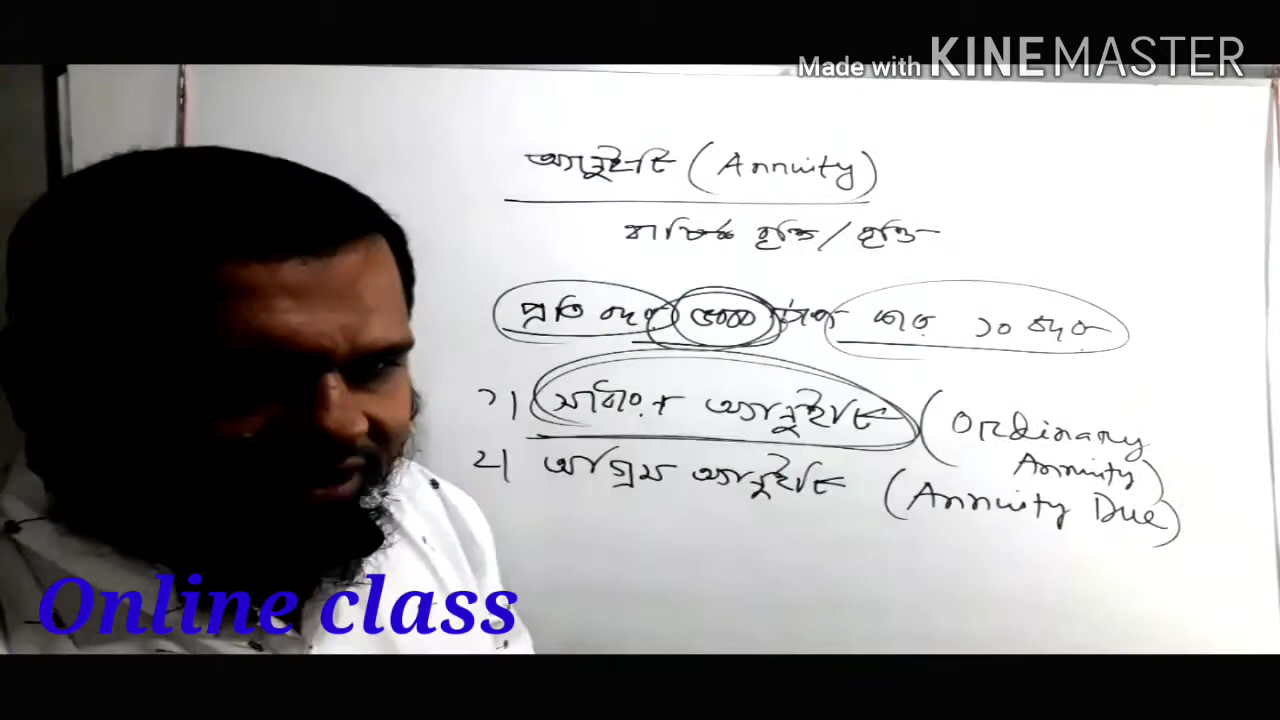 Made with KINEMASTER
অ্যানুইটি (Annuity)
বার্ষিক বৃত্তি / বৃত্তি
প্রতি বছর ৫০০০ টাকা করে ১০ বছর
১। সাধারণ অ্যানুইটি (Ordinary Annuity)
২। অগ্রিম অ্যানুইটি (Annuity Due)
Online class